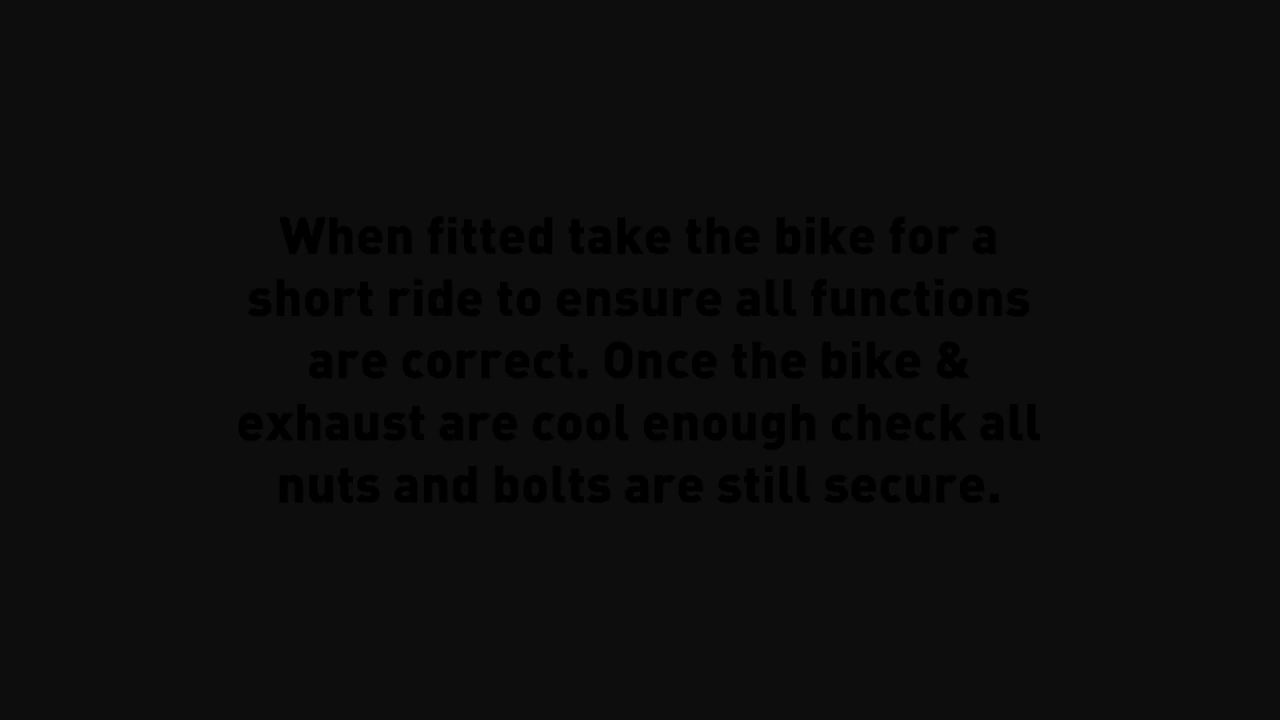 When fitted take the bike for a
short ride to ensure all functions
are correct. Once the bike &
exhaust are cool enough check all
nuts and bolts are still secure.